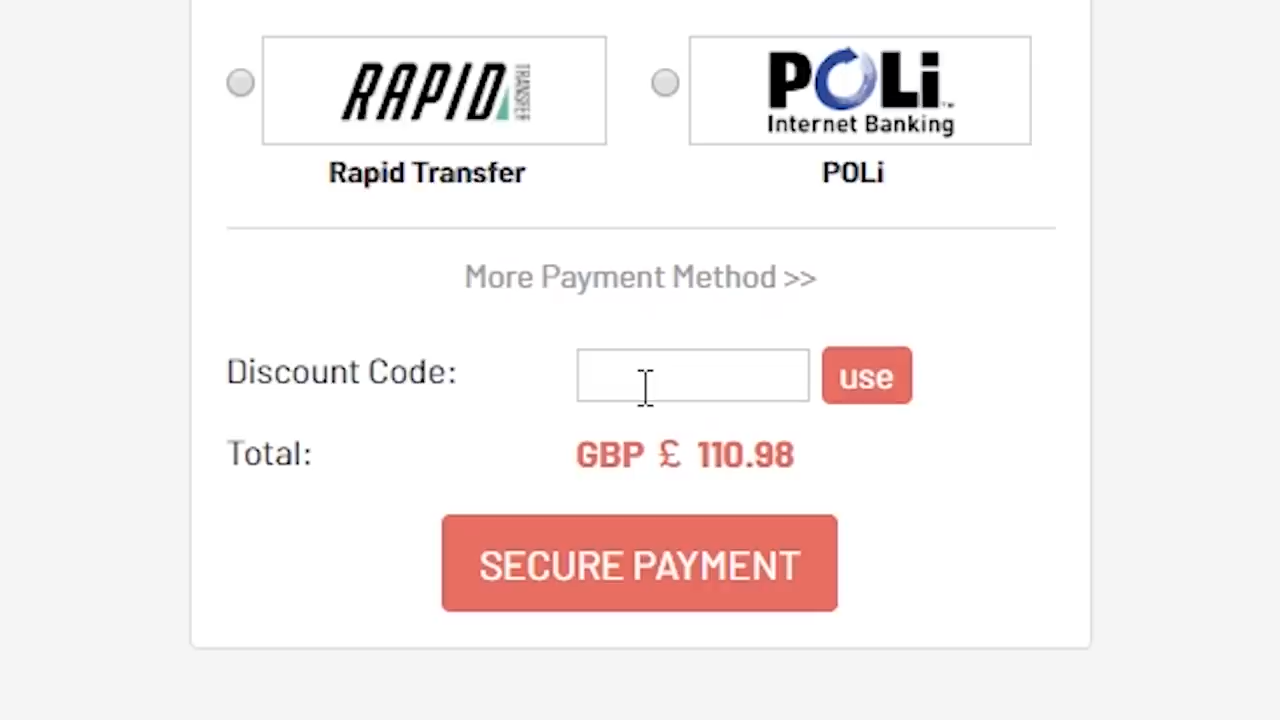 RAPID TRANSFER
POLi™
Internet Banking
Rapid Transfer
POLi
More Payment Method >>
Discount Code:
use
Total:
GBP £ 110.98
SECURE PAYMENT